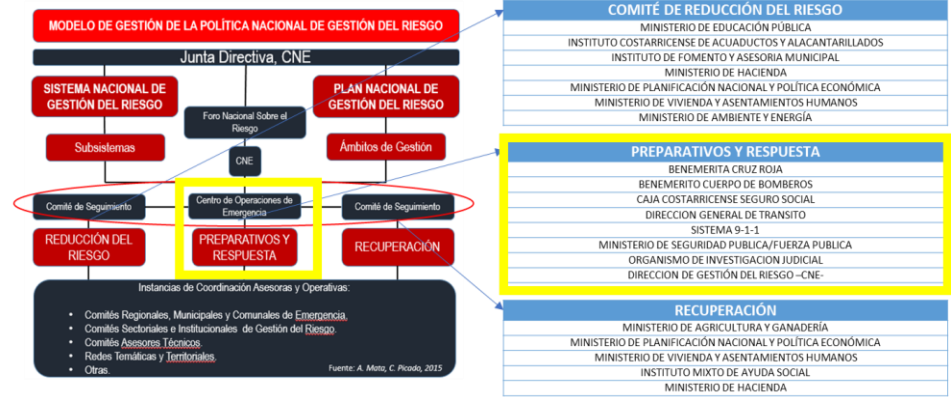 MODELO DE GESTIÓN DE LA POLÍTICA NACIONAL DE GESTIÓN DEL RIESGO
Junta Directiva, CNE
SISTEMA NACIONAL DE
GESTIÓN DEL RIESGO
PLAN NACIONAL DE
GESTIÓN DEL RIESGO
Foro Nacional Sobre el
Riesgo
Subsistemas
Ámbitos de Gestión
CNE
Comité de Seguimiento
Centro de Operaciones de
Emergencia
Comité de Seguimiento
REDUCCIÓN DEL
RIESGO
PREPARATIVOS Y
RESPUESTA
RECUPERACIÓN
Instancias de Coordinación Asesoras y Operativas:
• Comités Regionales, Municipales y Comunales de Emergencia.
• Comités Sectoriales e Institucionales de Gestión del Riesgo.
• Comités Asesores Técnicos.
• Redes Temáticas y Territoriales.
• Otras.
Fuente: A. Mata, C. Picado, 2015
COMITÉ DE REDUCCIÓN DEL RIESGO
MINISTERIO DE EDUCACIÓN PÚBLICA
INSTITUTO COSTARRICENSE DE ACUADUCTOS Y ALACANTARILLADOS
INSTITUTO DE FOMENTO Y ASESORIA MUNICIPAL
MINISTERIO DE HACIENDA
MINISTERIO DE PLANIFICACIÓN NACIONAL Y POLÍTICA ECONÓMICA
MINISTERIO DE VIVIENDA Y ASENTAMIENTOS HUMANOS
MINISTERIO DE AMBIENTE Y ENERGÍA
PREPARATIVOS Y RESPUESTA
BENEMERITA CRUZ ROJA
BENEMERITO CUERPO DE BOMBEROS
CAJA COSTARRICENSE SEGURO SOCIAL
DIRECCION GENERAL DE TRANSITO
SISTEMA 9-1-1
MINISTERIO DE SEGURIDAD PUBLICA/FUERZA PUBLICA
ORGANISMO DE INVESTIGACION JUDICIAL
DIRECCION DE GESTIÓN DEL RIESGO –CNE-
RECUPERACIÓN
MINISTERIO DE AGRICULTURA Y GANADERÍA
MINISTERIO DE PLANIFICACIÓN NACIONAL Y POLÍTICA ECONÓMICA
MINISTERIO DE VIVIENDA Y ASENTAMIENTOS HUMANOS
INSTITUTO MIXTO DE AYUDA SOCIAL
MINISTERIO DE HACIENDA